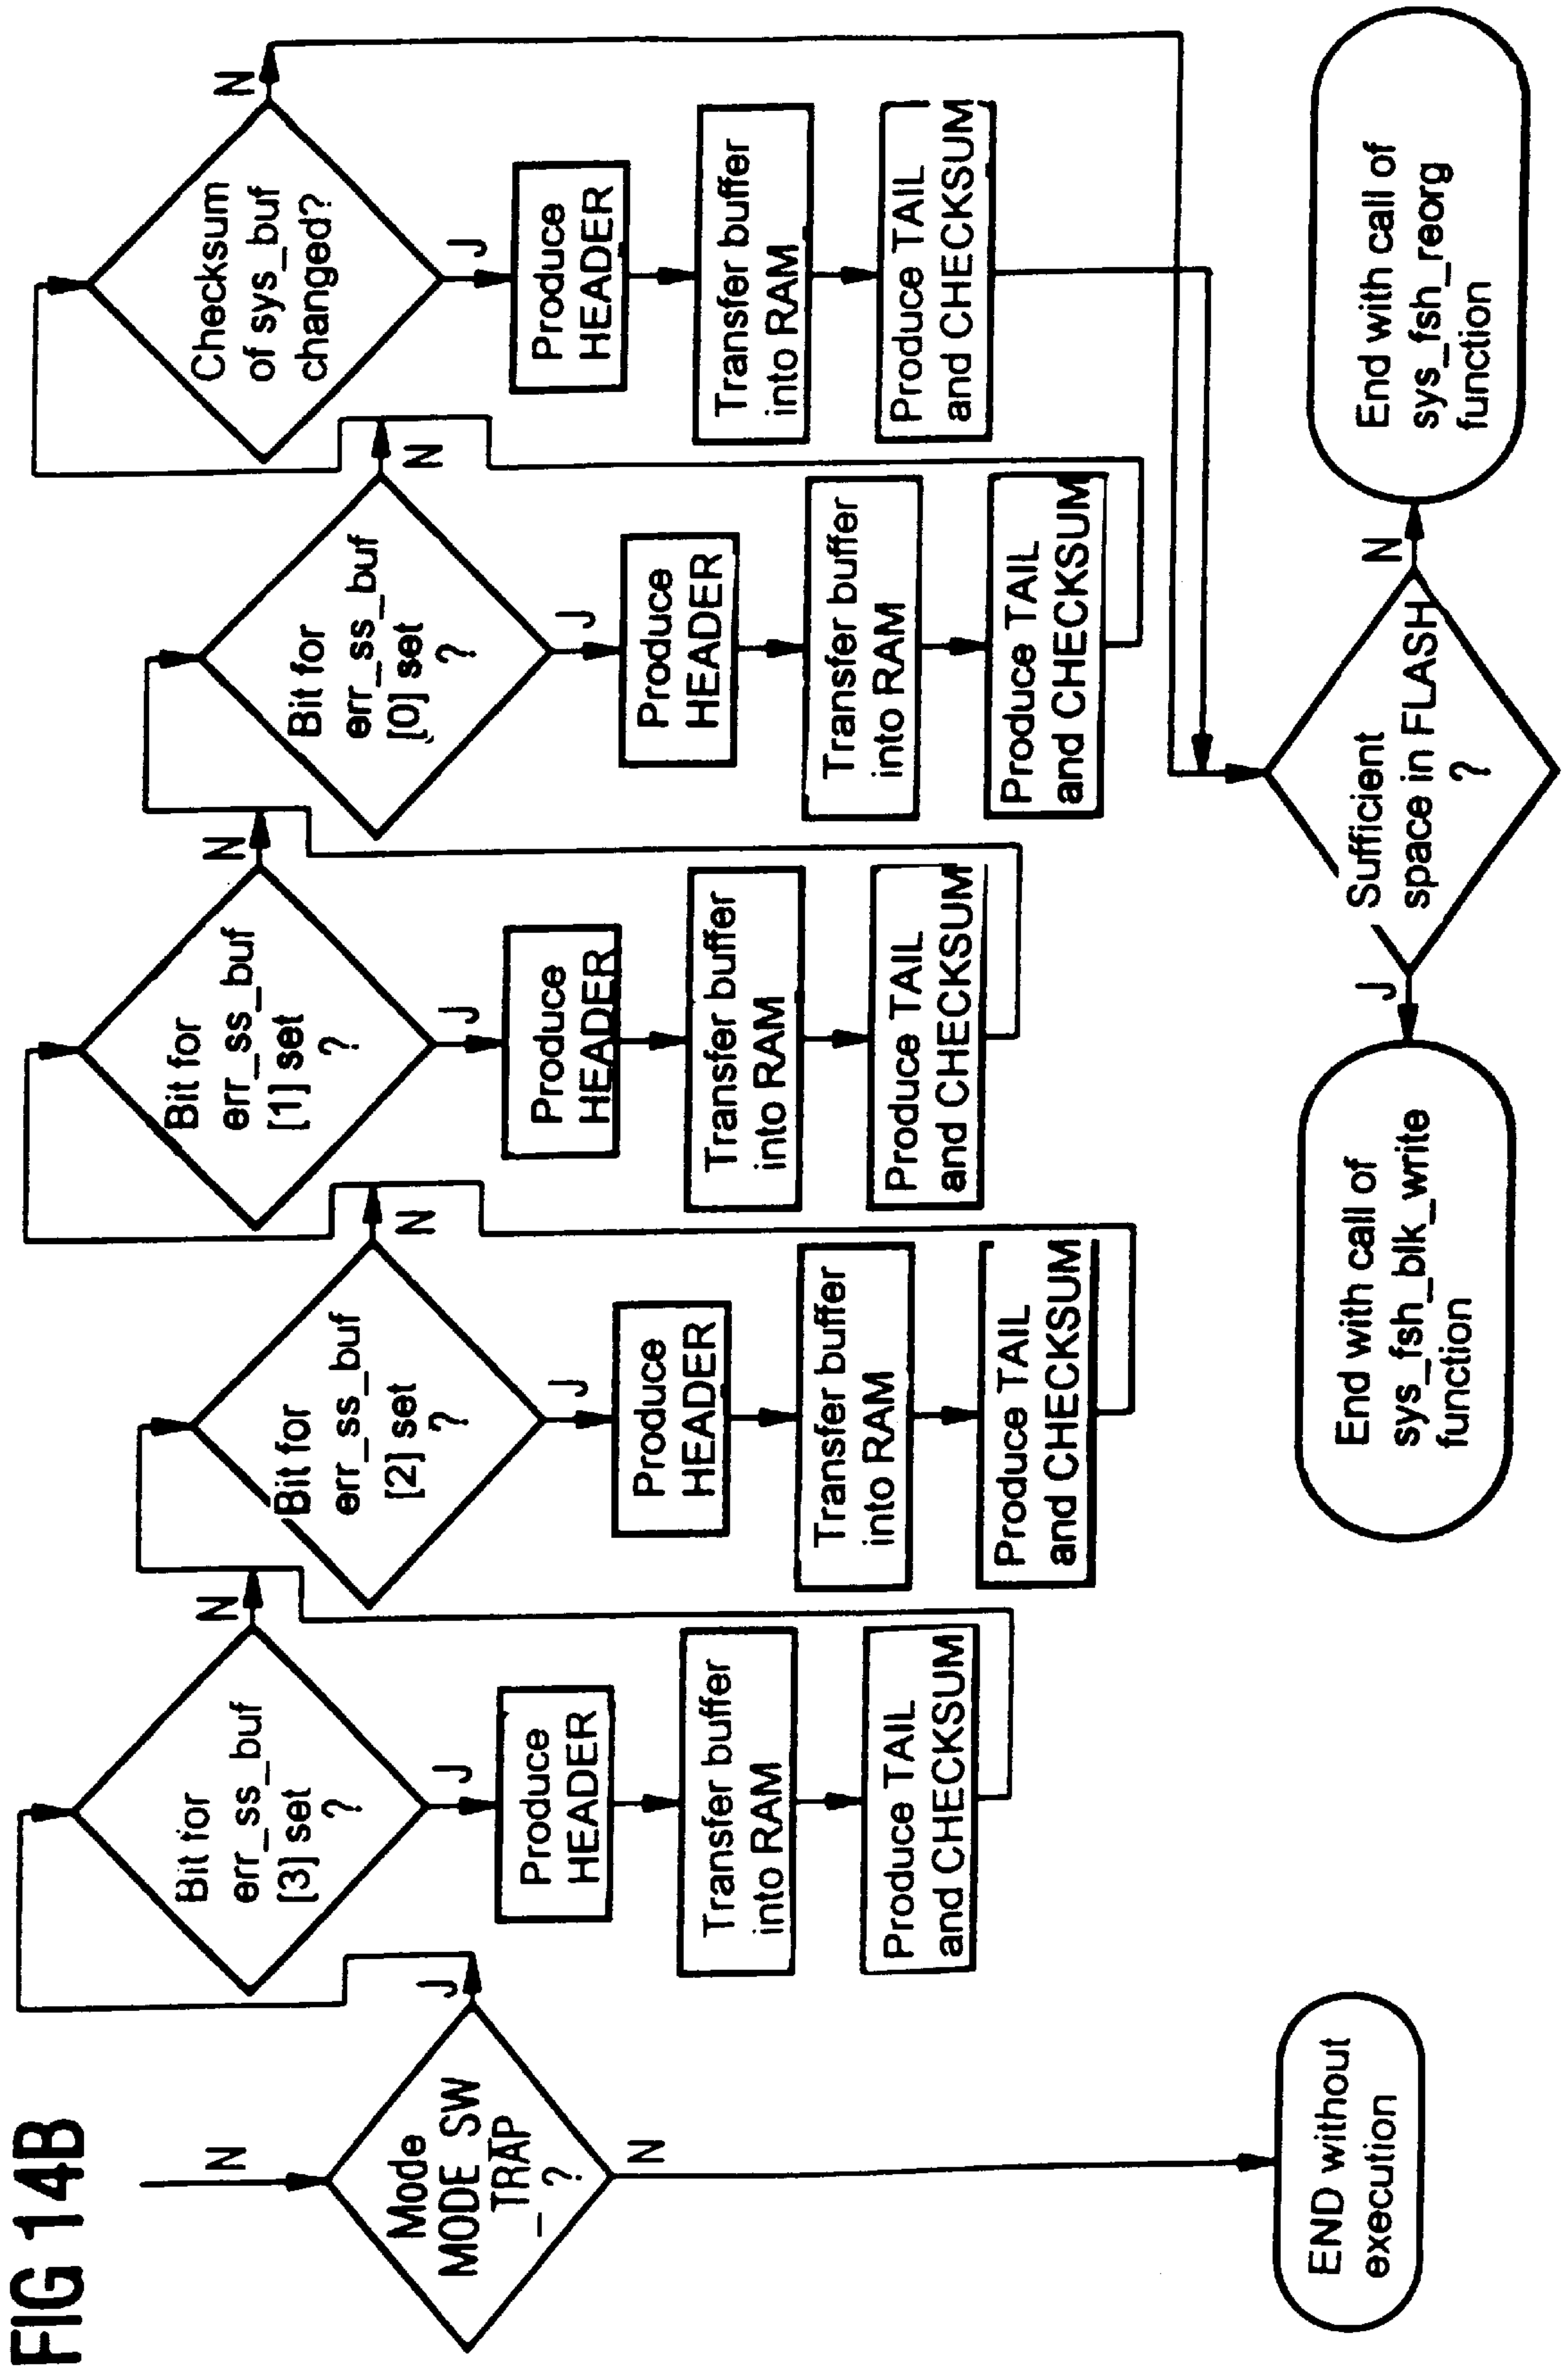 FIG 14B
N
Mode
MODE SW
_TRAP
?
J
N
END without
execution
Bit for
err_ss_buf
[3] set
?
N
J
Produce
HEADER
Transfer buffer
into RAM
Produce TAIL
and CHECKSUM
Bit for
err_ss_buf
[2] set
?
N
J
Produce
HEADER
Transfer buffer
into RAM
Produce TAIL
and CHECKSUM
Bit for
err_ss_buf
[1] set
?
N
J
Produce
HEADER
Transfer buffer
into RAM
Produce TAIL
and CHECKSUM
Bit for
err_ss_buf
[0] set
?
N
J
Produce
HEADER
Transfer buffer
into RAM
Produce TAIL
and CHECKSUM
Checksum
of sys_buf
changed?
N
J
Produce
HEADER
Transfer buffer
into RAM
Produce TAIL
and CHECKSUM
Sufficient
space in FLASH
?
J
N
End with call of
sys_fsh_blk_write
function
End with call of
sys_fsh_reorg
function